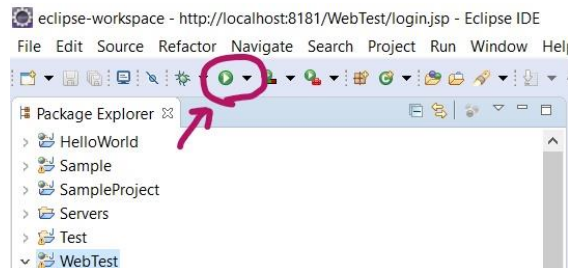 eclipse-workspace - http://localhost:8181/WebTest/login.jsp - Eclipse IDE
File Edit Source Refactor Navigate Search Project Run Window Help
Package Explorer
HelloWorld
Sample
SampleProject
Servers
Test
WebTest